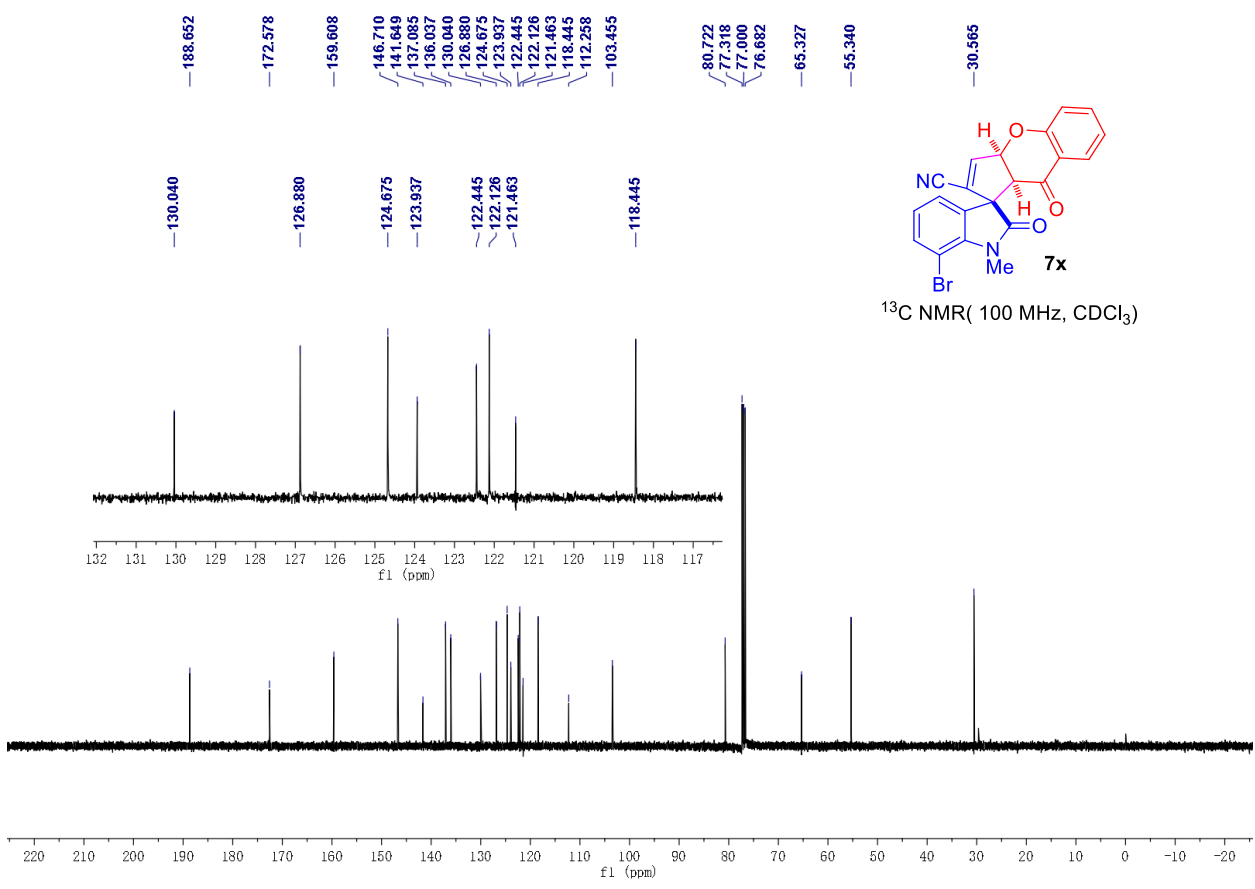 188.652
172.578
159.608
146.710
141.649
137.085
136.037
130.040
126.880
124.675
123.937
122.445
122.126
121.463
118.445
112.258
103.455
80.722
77.318
77.000
76.682
65.327
55.340
30.565
130.040
126.880
124.675
123.937
122.445
122.126
121.463
118.445
H
O
NC
H
O
O
N
Me
Br
7x
¹³C NMR( 100 MHz, CDCl₃)
132 131 130 129 128 127 126 125 124 123 122 121 120 119 118 117
f1 (ppm)
220 210 200 190 180 170 160 150 140 130 120 110 100 90 80 70 60 50 40 30 20 10 0 -10 -20
f1 (ppm)